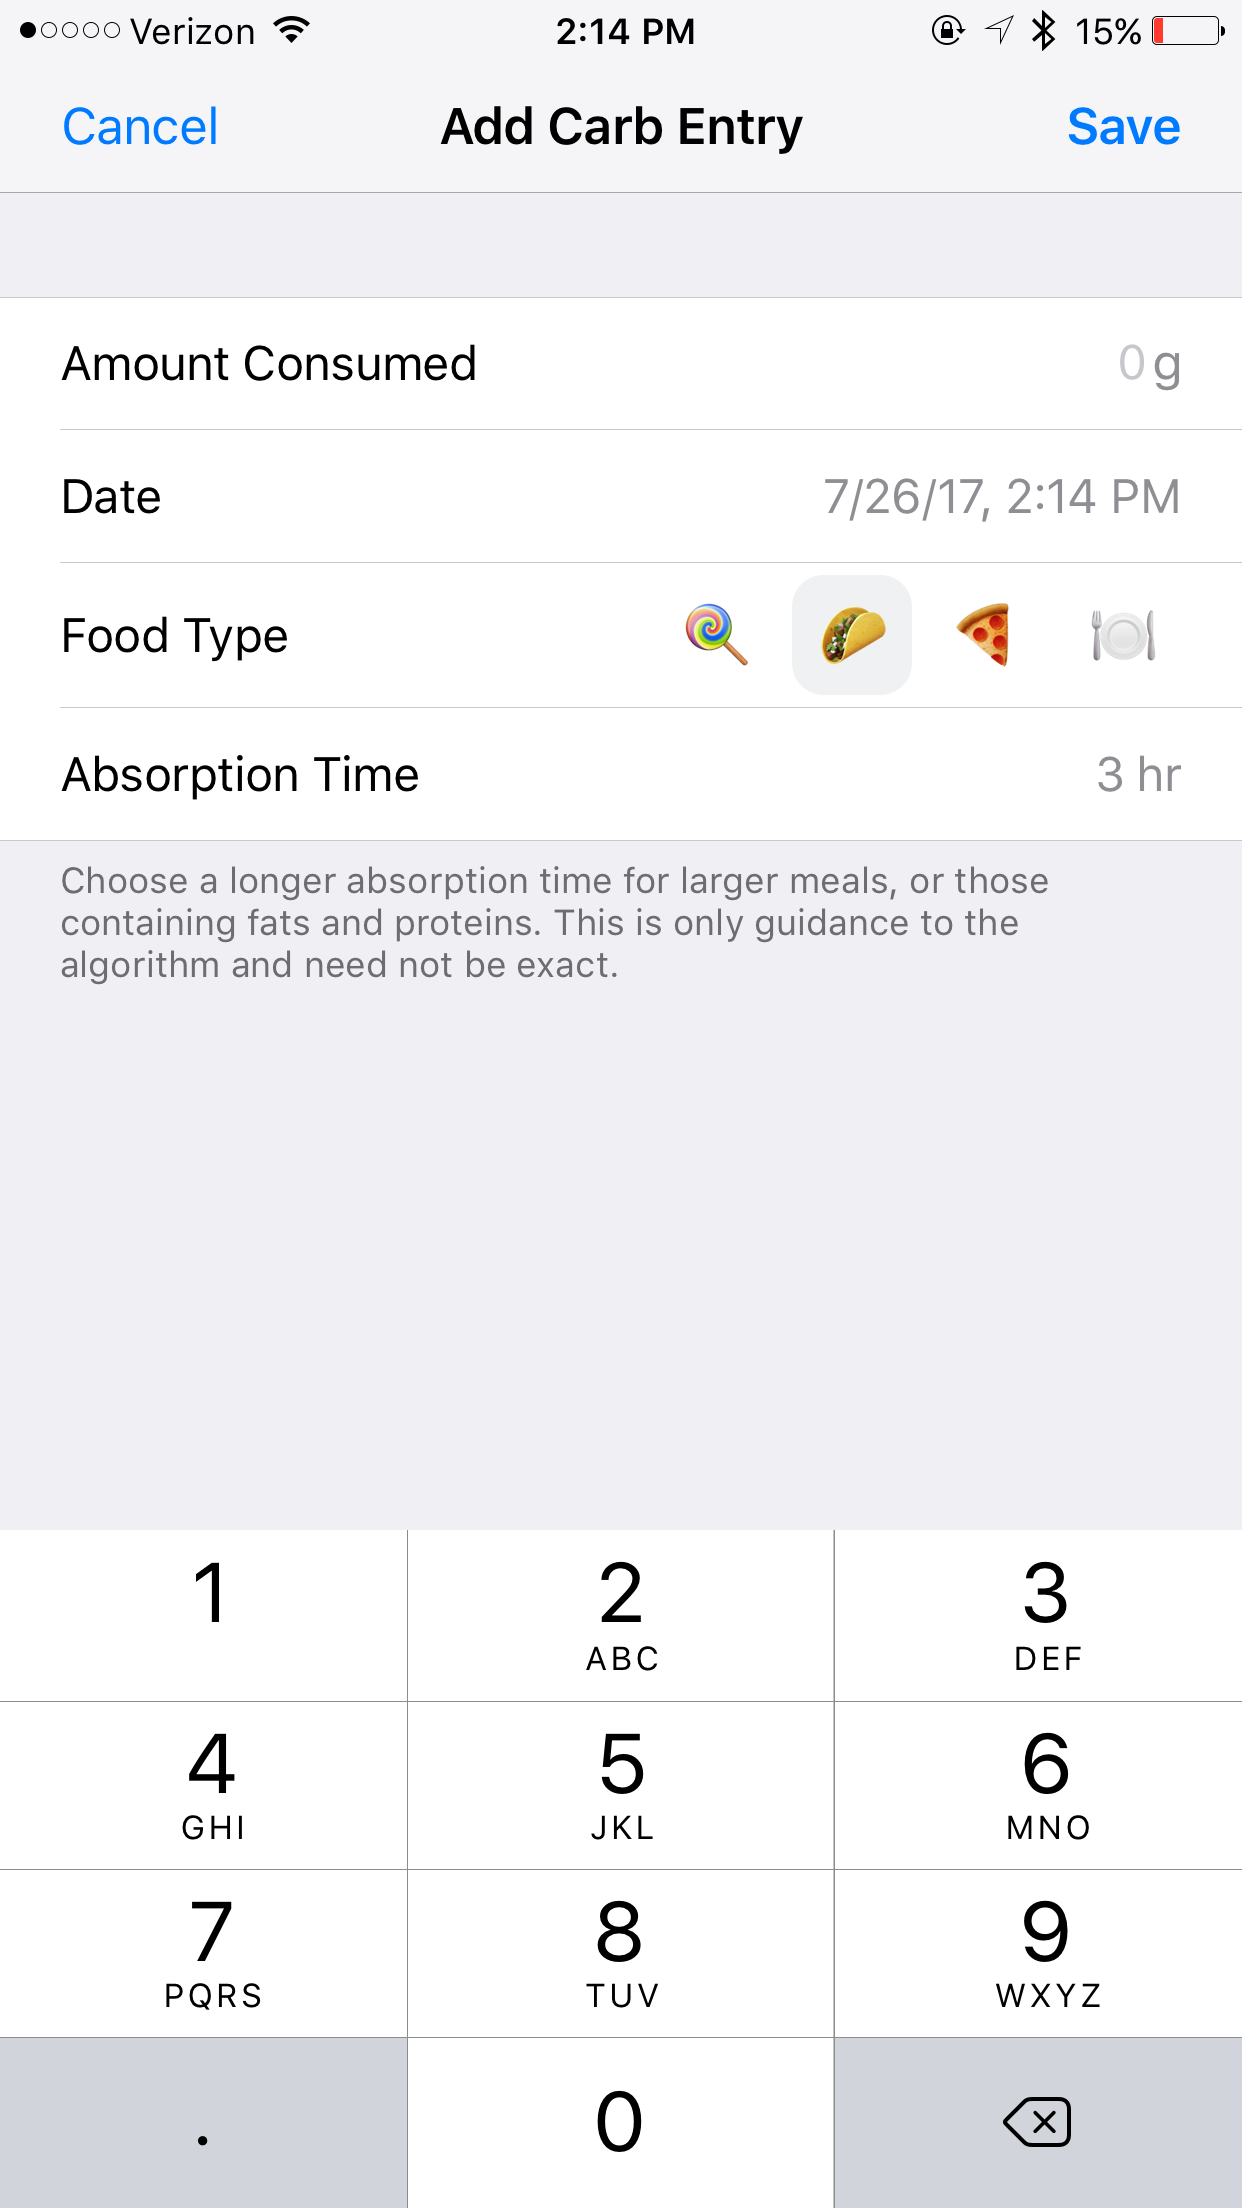 Verizon 2:14 PM 15%
Cancel Add Carb Entry Save
Amount Consumed 0 g
Date 7/26/17, 2:14 PM
Food Type
Absorption Time 3 hr
Choose a longer absorption time for larger meals, or those
containing fats and proteins. This is only guidance to the
algorithm and need not be exact.
1 2 3
ABC DEF
4 5 6
GHI JKL MNO
7 8 9
PQRS TUV WXYZ
. 0